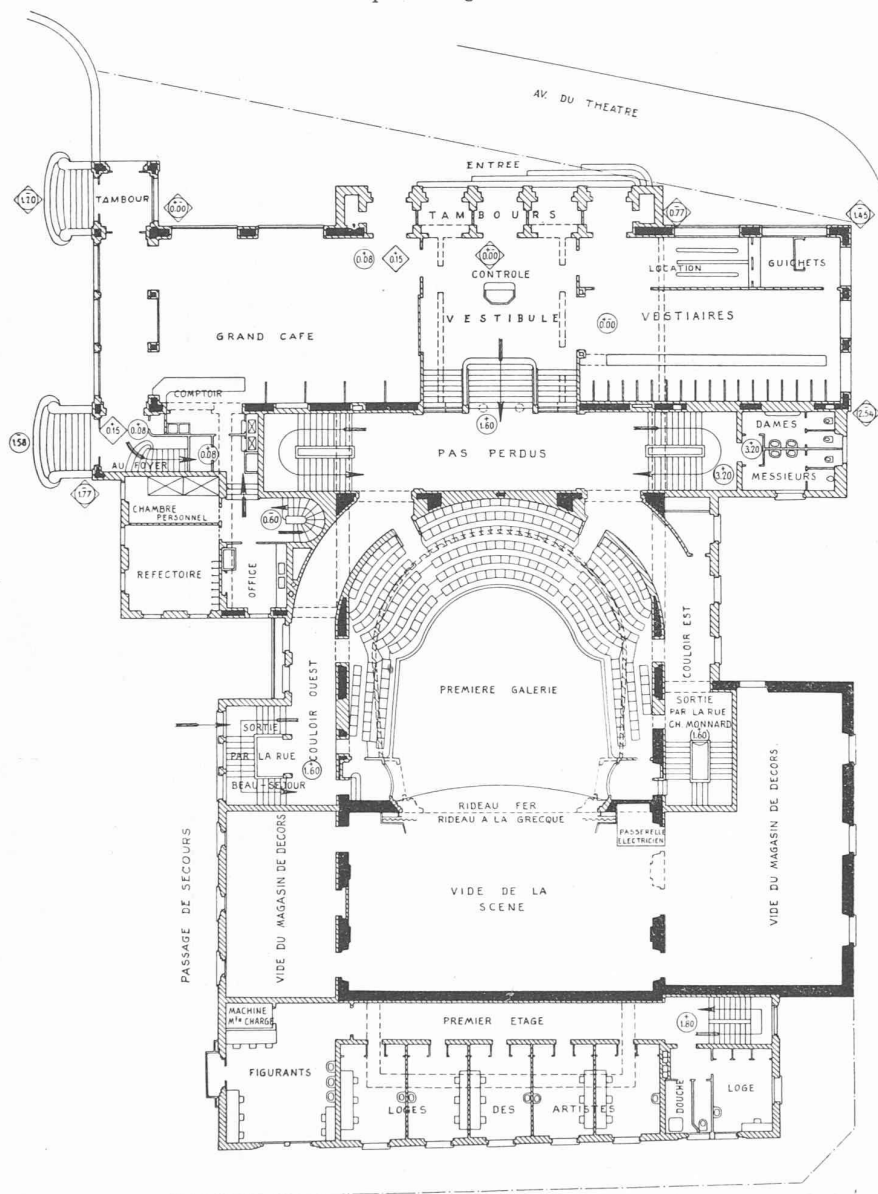 AV. DU THEATRE
ENTREE
1.20
TAMBOUR
±0.00
TAMBOURS
0.77
1.45
±0.08
±0.15
±0.00
CONTROLE
LOCATION
GUICHETS
VESTIBULE
±0.00
VESTIAIRES
GRAND CAFE
COMPTOIR
1.58
0.15
0.08
12.54
+1.60
DAMES
+3.20
AU FOYER
0.08
PAS PERDUS
+3.20
MESSIEURS
1.77
CHAMBRE
PERSONNEL
0.60
REFECTOIRE
OFFICE
COULOIR EST
COULOIR OUEST
PREMIERE GALERIE
SORTIE
PAR LA RUE
CH. MONNARD
+1.60
SORTIE
PAR LA RUE
BEAU-SEJOUR
+1.60
RIDEAU FER
RIDEAU A LA GRECQUE
PASSERELLE
ELECTRICIEN
PASSAGE DE SECOURS
VIDE DU MAGASIN DE DECORS
VIDE DE LA
SCENE
VIDE DU MAGASIN DE DECORS.
MACHINE
Mte CHARGE
PREMIER ETAGE
+1.80
FIGURANTS
LOGES DES ARTISTES
DOUCHE
LOGE